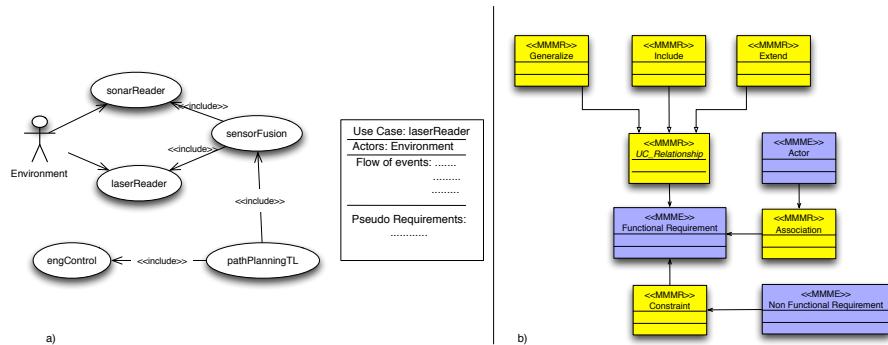 sonarReader
<<include>>
sensorFusion
Environment
<<include>>
laserReader
<<include>>
engControl
<<include>>
pathPlanningTL
Use Case: laserReader
Actors: Environment
Flow of events: .......
.........
.........
Pseudo Requirements:
............
a)
<<MMMR>>
Generalize
<<MMMR>>
Include
<<MMMR>>
Extend
<<MMMR>>
UC_Relationship
<<MMME>>
Actor
<<MMME>>
Functional Requirement
<<MMMR>>
Association
<<MMMR>>
Constraint
<<MMME>>
Non Functional Requirement
b)